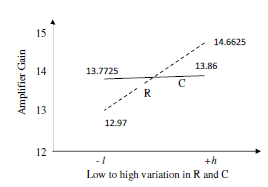 15
14.6625
14
13.7725
13.86
R
C
13
12.97
12
Amplifier Gain
- l
+h
Low to high variation in R and C